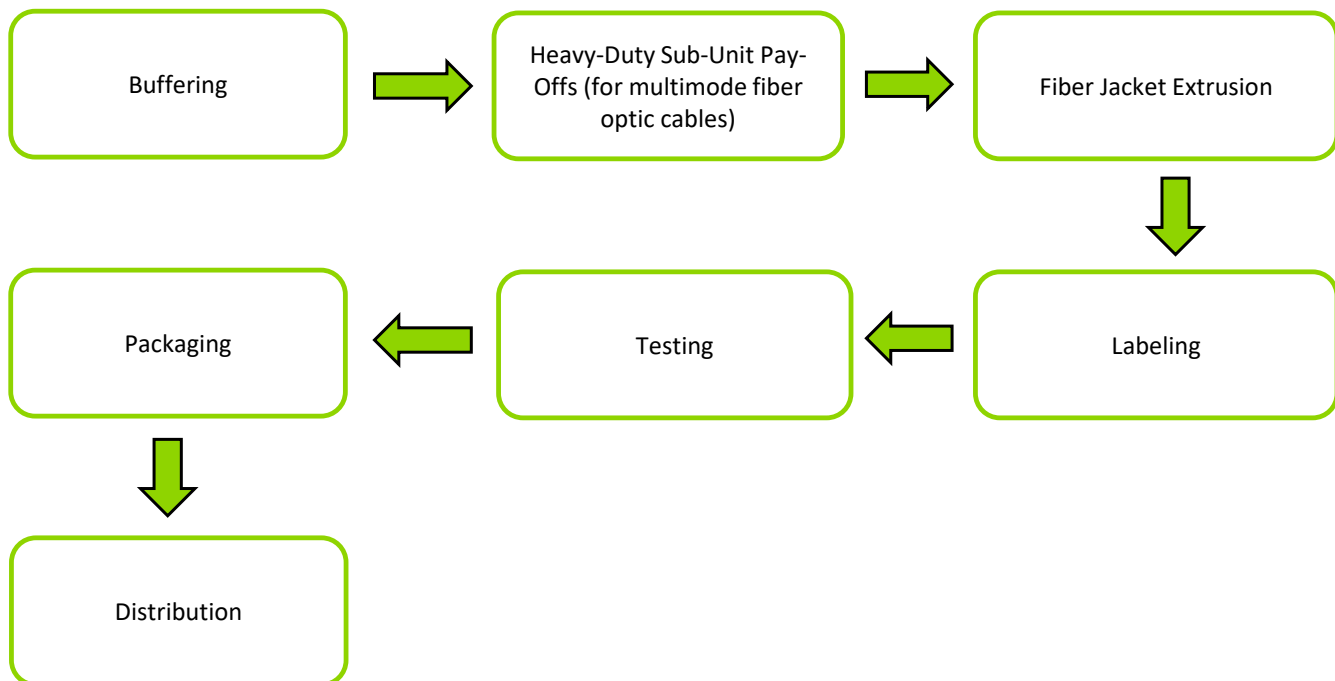 Buffering
Heavy-Duty Sub-Unit Pay-
Offs (for multimode fiber
optic cables)
Fiber Jacket Extrusion
Labeling
Testing
Packaging
Distribution